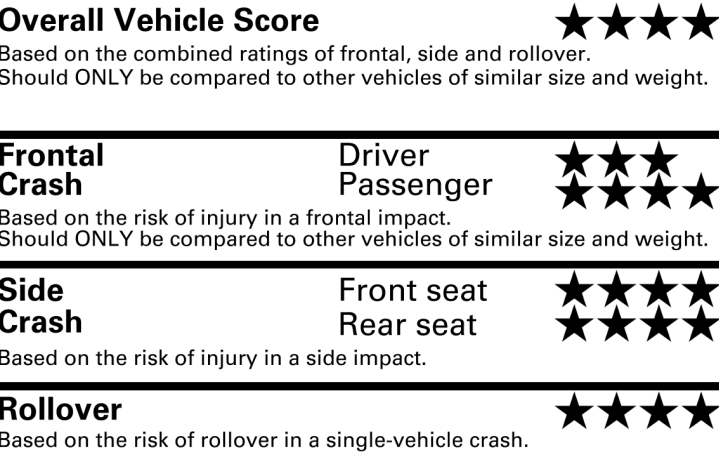 Overall Vehicle Score ★★★★
Based on the combined ratings of frontal, side and rollover.
Should ONLY be compared to other vehicles of similar size and weight.
Frontal Driver ★★★
Crash Passenger ★★★★
Based on the risk of injury in a frontal impact.
Should ONLY be compared to other vehicles of similar size and weight.
Side Front seat ★★★★
Crash Rear seat ★★★★
Based on the risk of injury in a side impact.
Rollover ★★★★
Based on the risk of rollover in a single-vehicle crash.